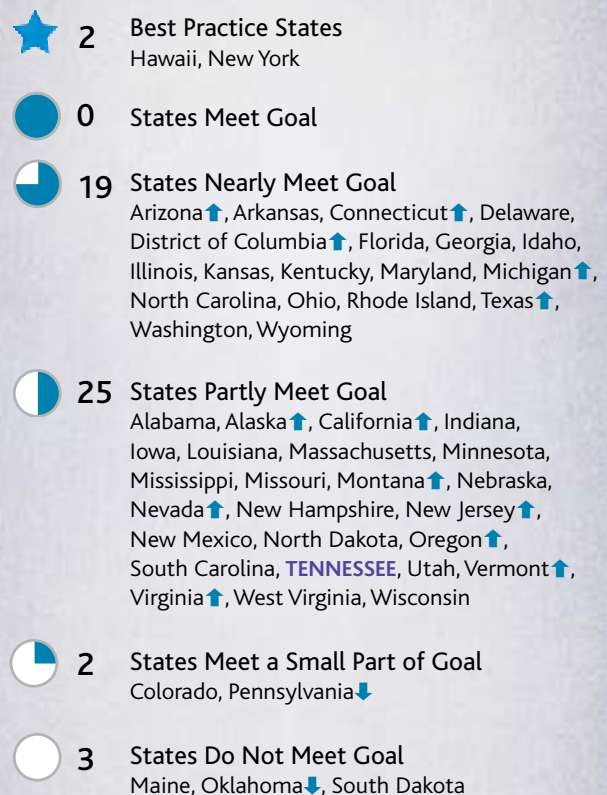 2 Best Practice States
Hawaii, New York
0 States Meet Goal
19 States Nearly Meet Goal
Arizona⬆, Arkansas, Connecticut⬆, Delaware,
District of Columbia⬆, Florida, Georgia, Idaho,
Illinois, Kansas, Kentucky, Maryland, Michigan⬆,
North Carolina, Ohio, Rhode Island, Texas⬆,
Washington, Wyoming
25 States Partly Meet Goal
Alabama, Alaska⬆, California⬆, Indiana,
Iowa, Louisiana, Massachusetts, Minnesota,
Mississippi, Missouri, Montana⬆, Nebraska,
Nevada⬆, New Hampshire, New Jersey⬆,
New Mexico, North Dakota, Oregon⬆,
South Carolina, TENNESSEE, Utah, Vermont⬆,
Virginia⬆, West Virginia, Wisconsin
2 States Meet a Small Part of Goal
Colorado, Pennsylvania⬇
3 States Do Not Meet Goal
Maine, Oklahoma⬇, South Dakota